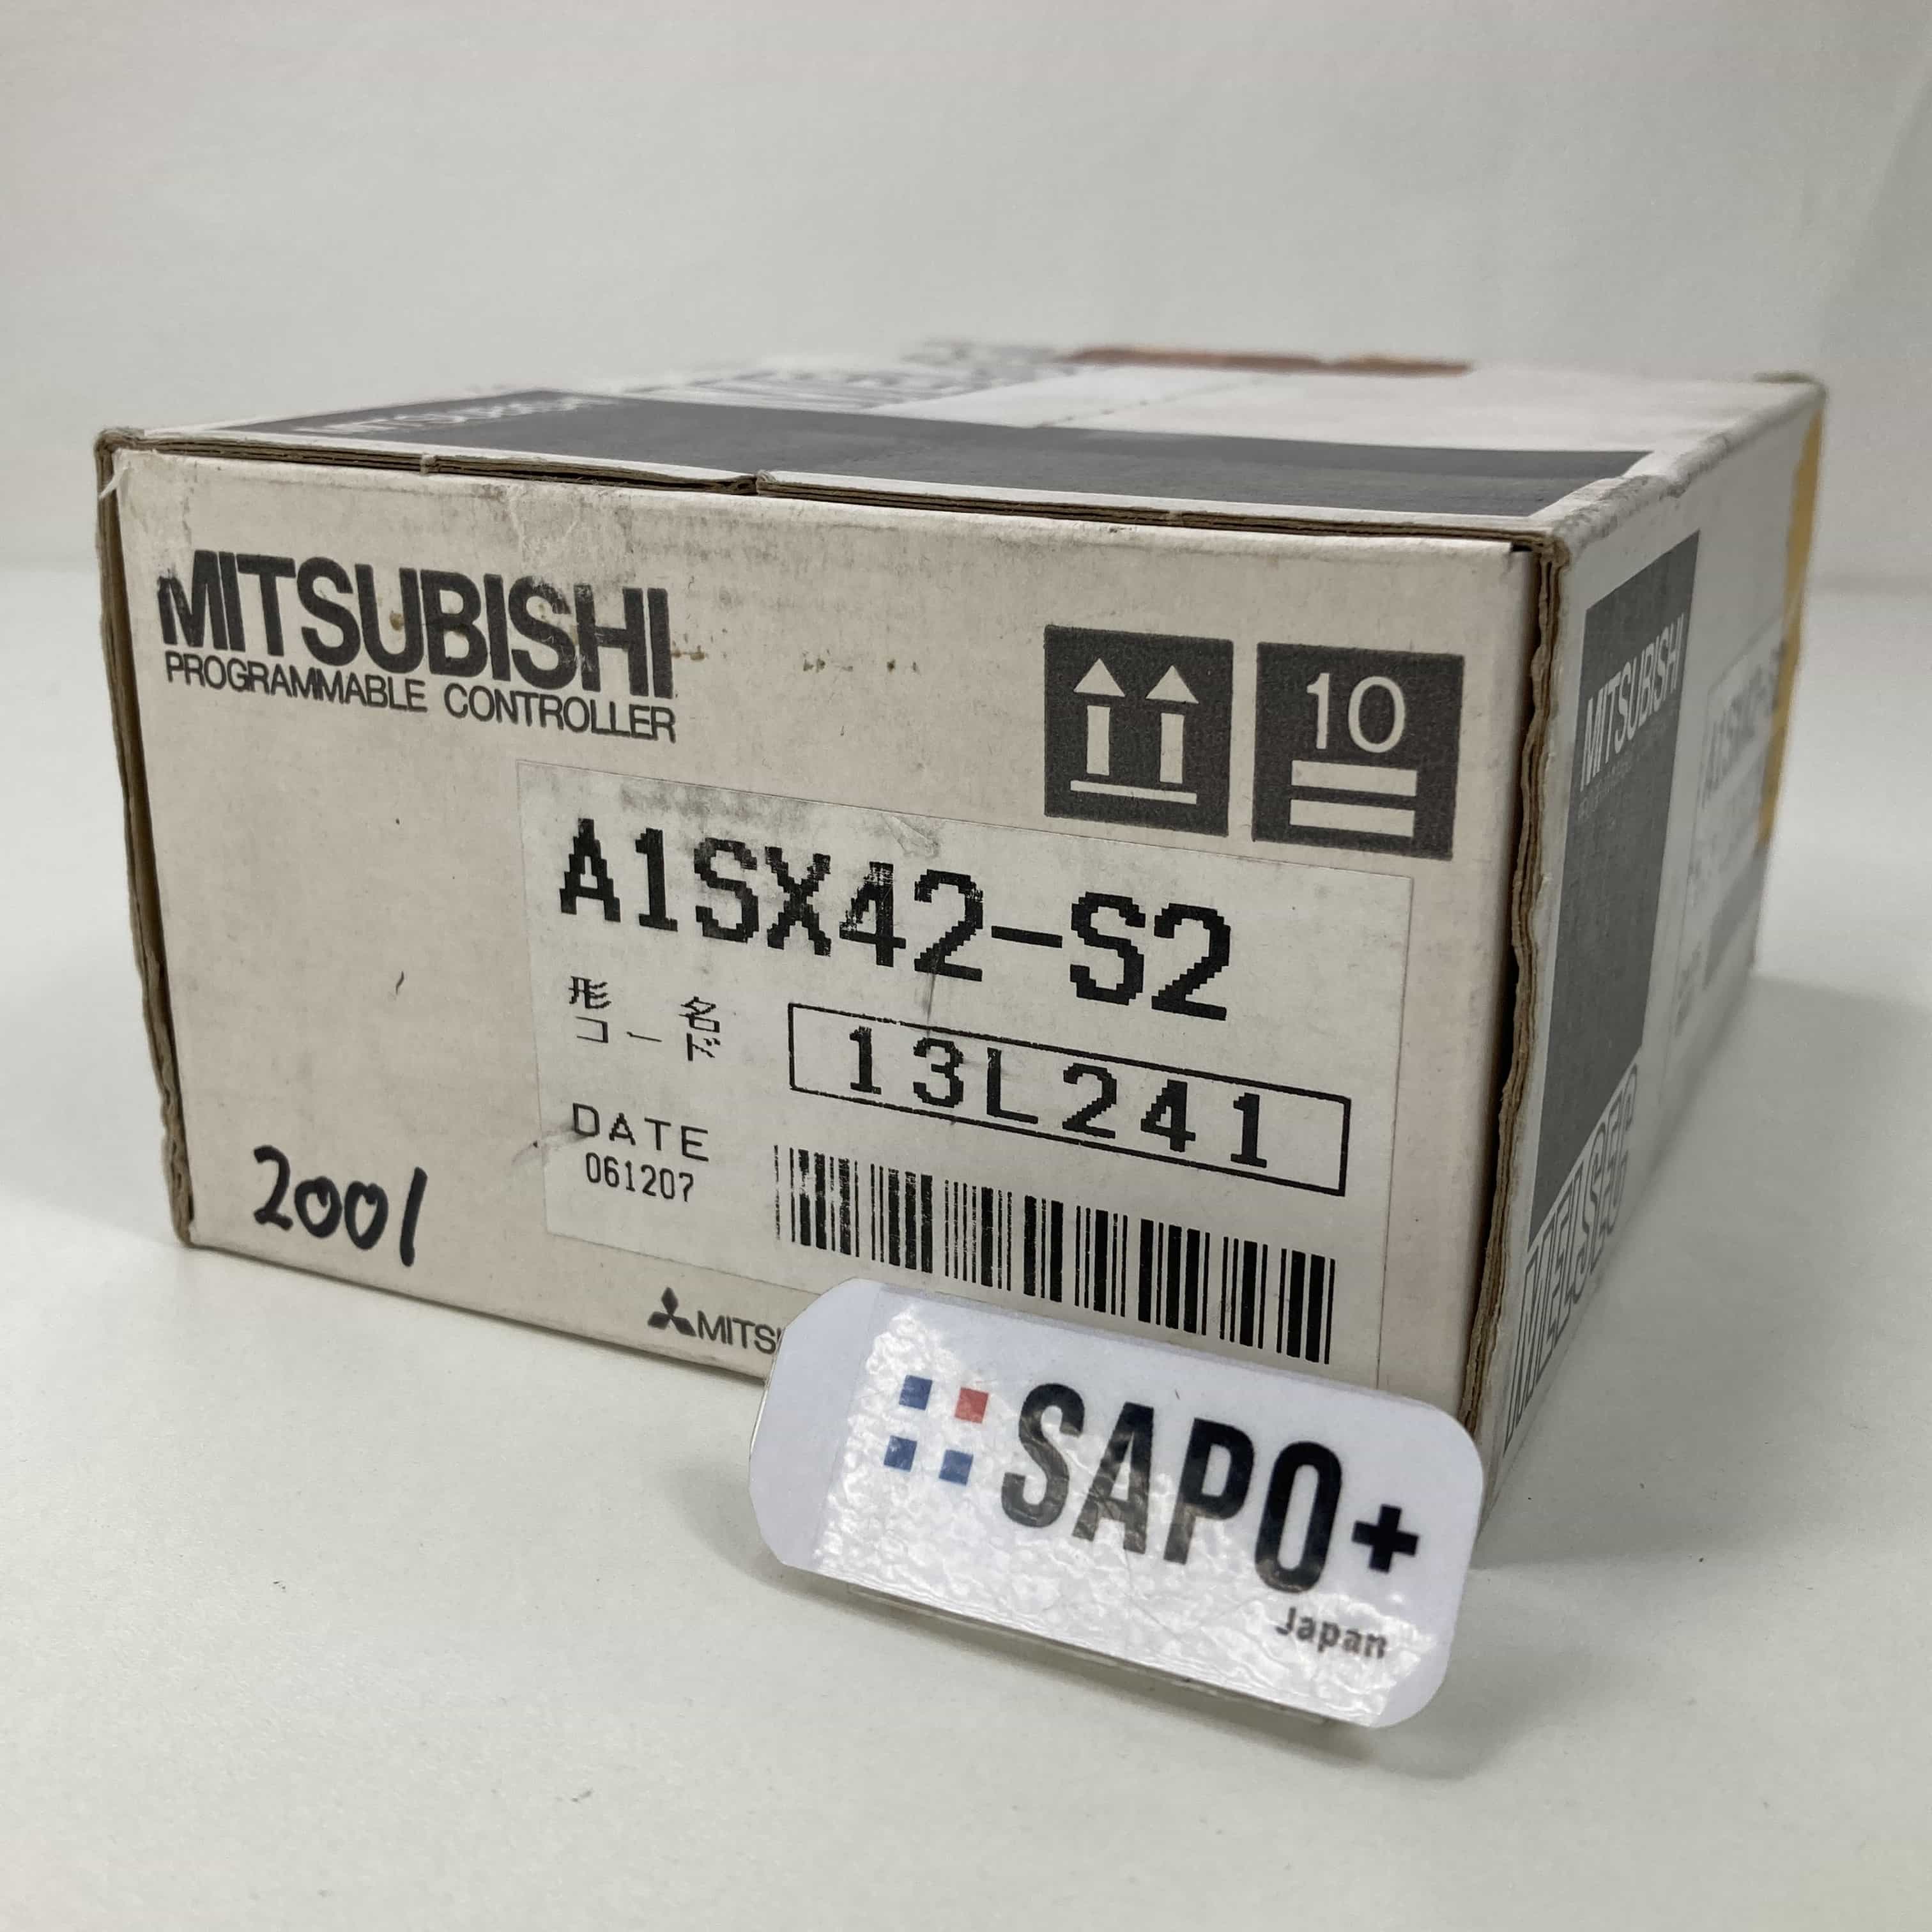 MITSUBISHI
PROGRAMMABLE CONTROLLER
10
A1SX42-S2
形 名
コード
13L241
DATE
061207
2001
MITSU
SAPO+
Japan
MITSUBISHI
MELSEC